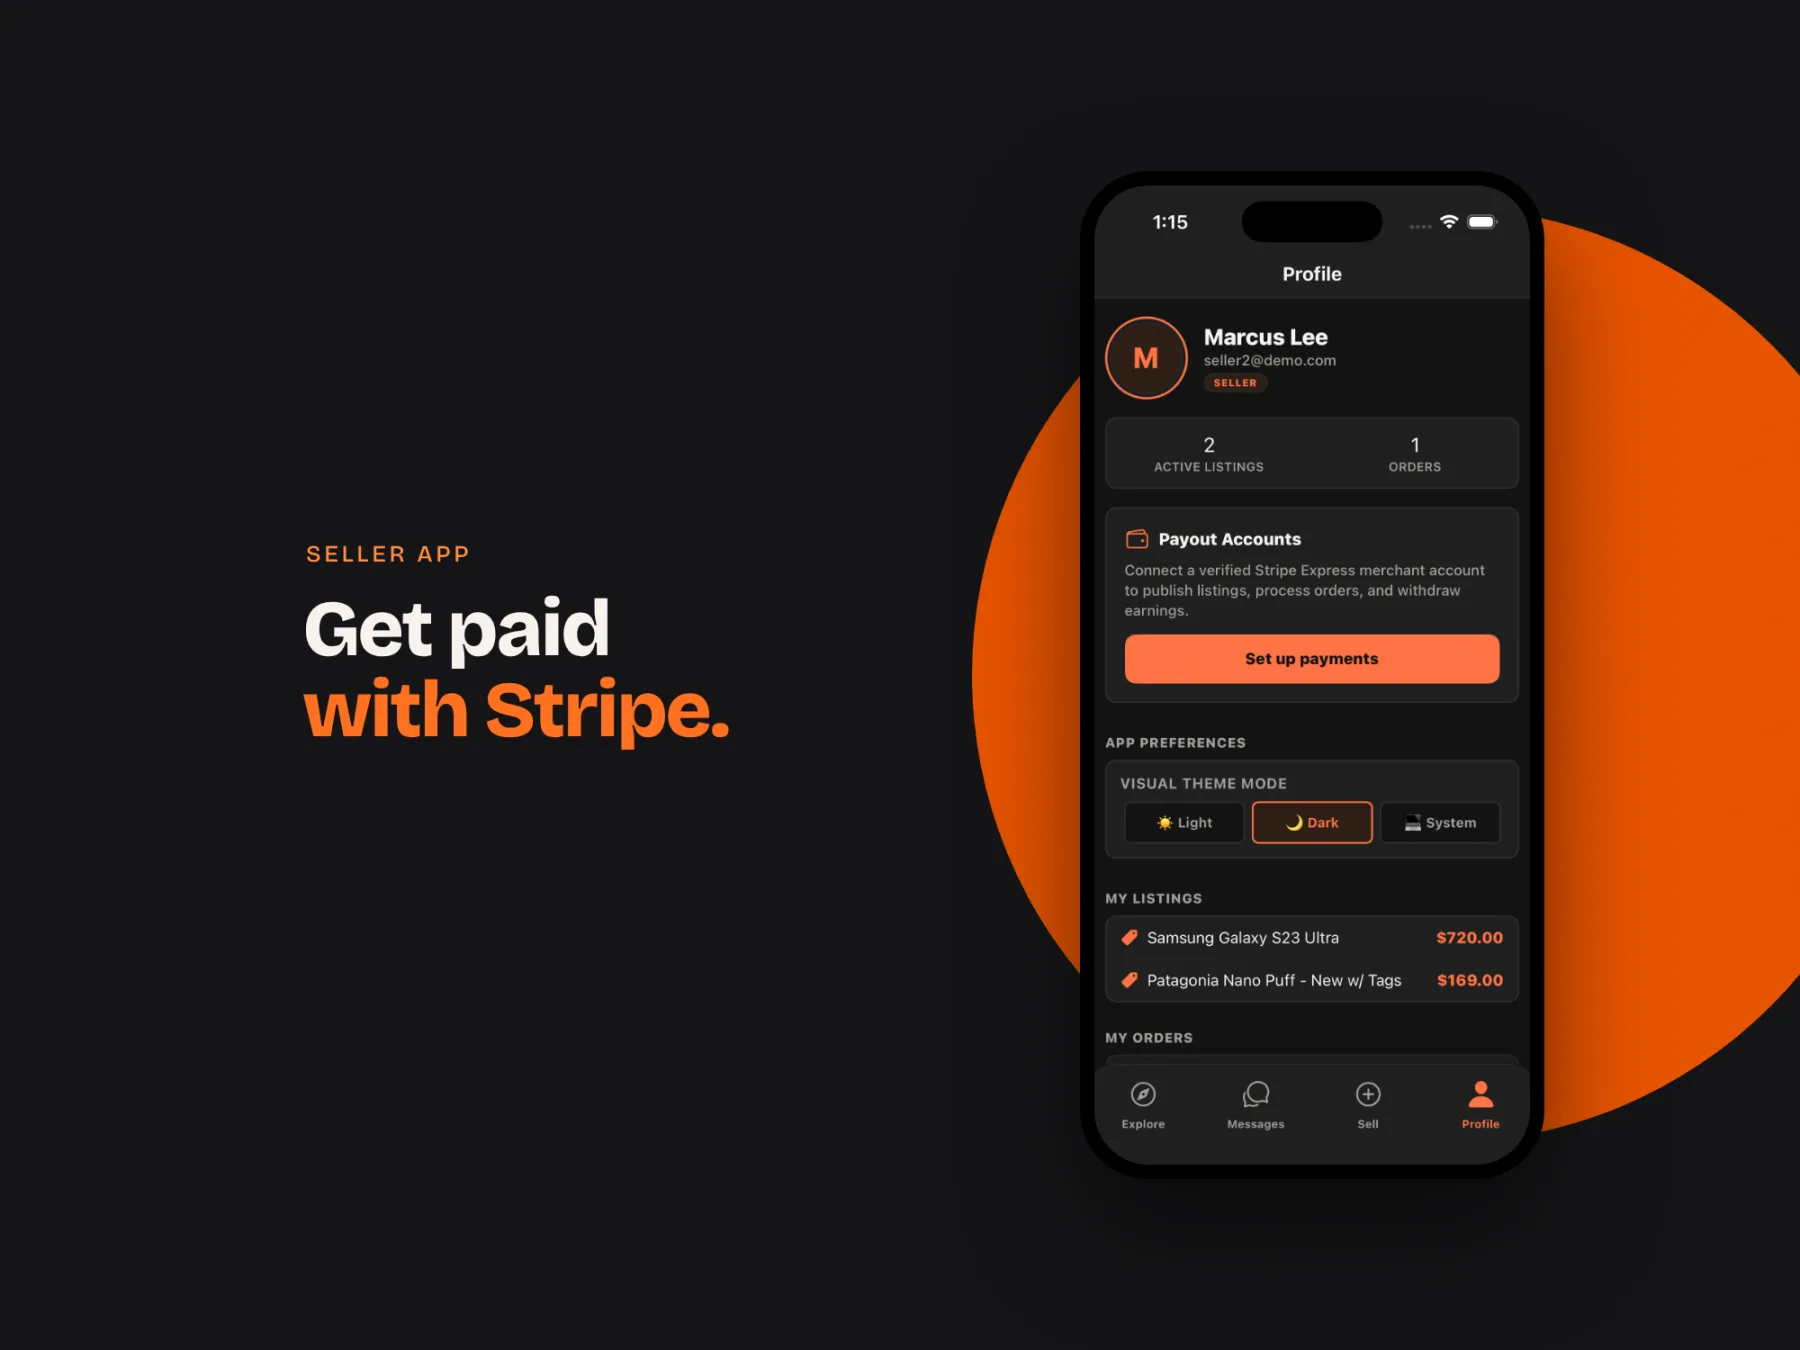 SELLER APP
Get paid
with Stripe.
1:15
Profile
M
Marcus Lee
seller2@demo.com
SELLER
2
ACTIVE LISTINGS
1
ORDERS
Payout Accounts
Connect a verified Stripe Express merchant account
to publish listings, process orders, and withdraw
earnings.
Set up payments
APP PREFERENCES
VISUAL THEME MODE
Light
Dark
System
MY LISTINGS
Samsung Galaxy S23 Ultra $720.00
Patagonia Nano Puff - New w/ Tags $169.00
MY ORDERS
Explore
Messages
Sell
Profile